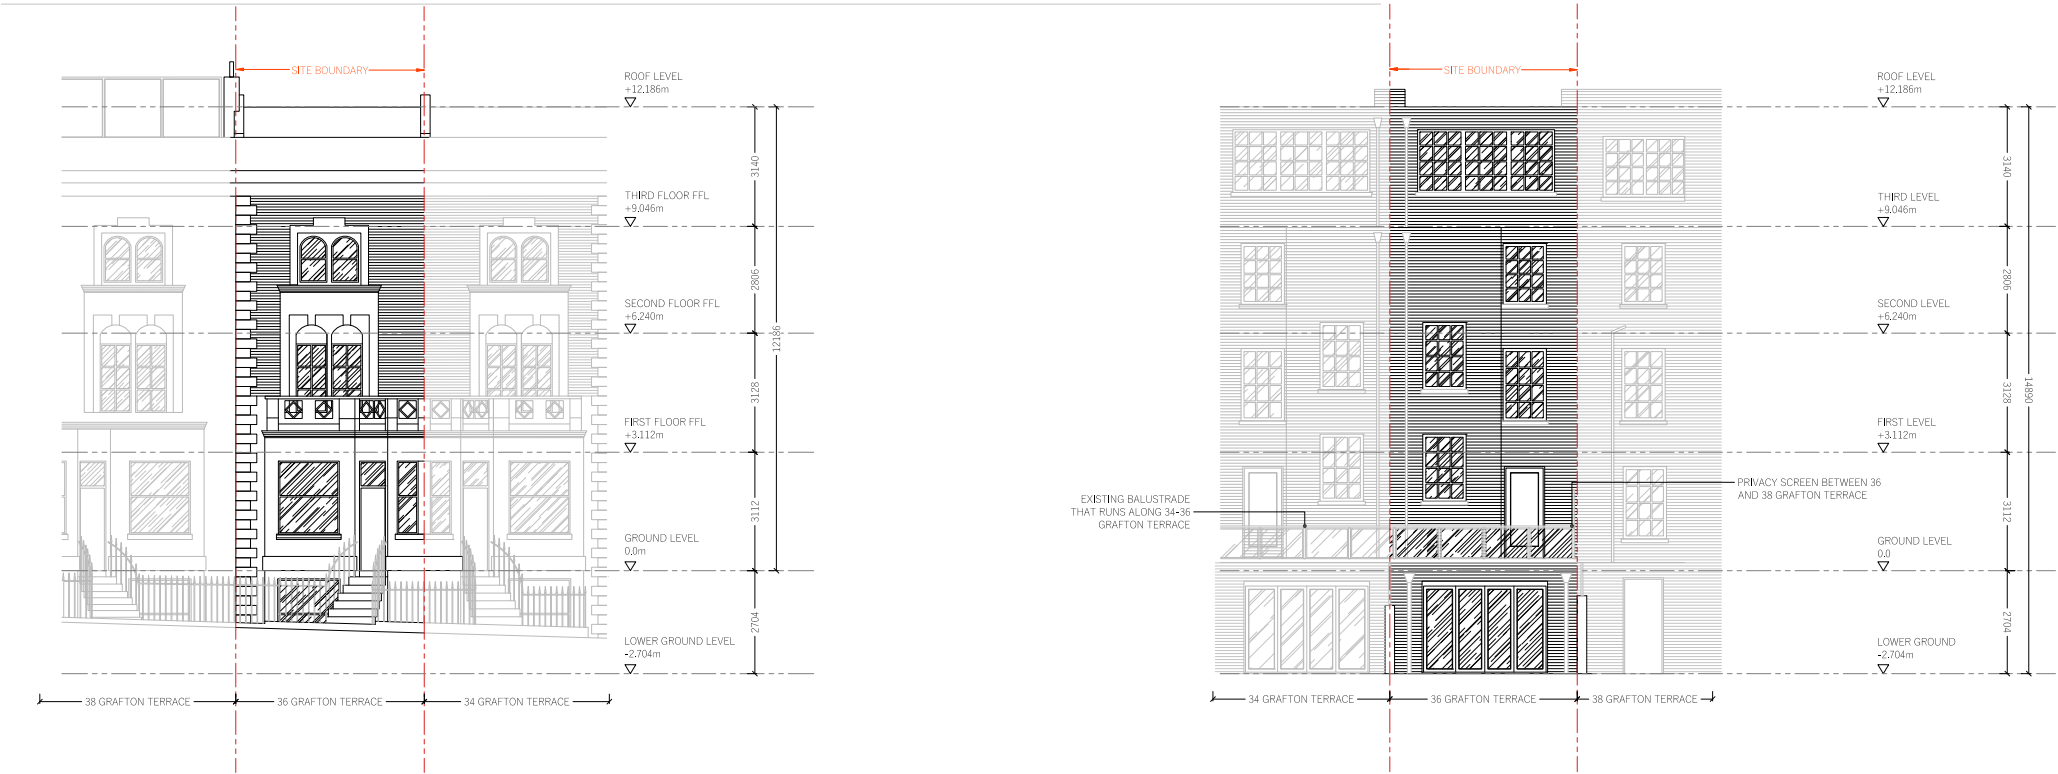 SITE BOUNDARY
ROOF LEVEL
+12.186m
THIRD FLOOR FFL
+9.046m
SECOND FLOOR FFL
+6.240m
FIRST FLOOR FFL
+3.112m
GROUND LEVEL
0.0m
LOWER GROUND LEVEL
-2.704m
3140
2806
3128
3112
2704
12186
38 GRAFTON TERRACE
36 GRAFTON TERRACE
34 GRAFTON TERRACE
SITE BOUNDARY
EXISTING BALUSTRADE
THAT RUNS ALONG 34-36
GRAFTON TERRACE
PRIVACY SCREEN BETWEEN 36
AND 38 GRAFTON TERRACE
ROOF LEVEL
+12.186m
THIRD LEVEL
+9.046m
SECOND LEVEL
+6.240m
FIRST LEVEL
+3.112m
GROUND LEVEL
0.0
LOWER GROUND
-2.704m
3140
2806
3128
3112
2704
14890
34 GRAFTON TERRACE
36 GRAFTON TERRACE
38 GRAFTON TERRACE